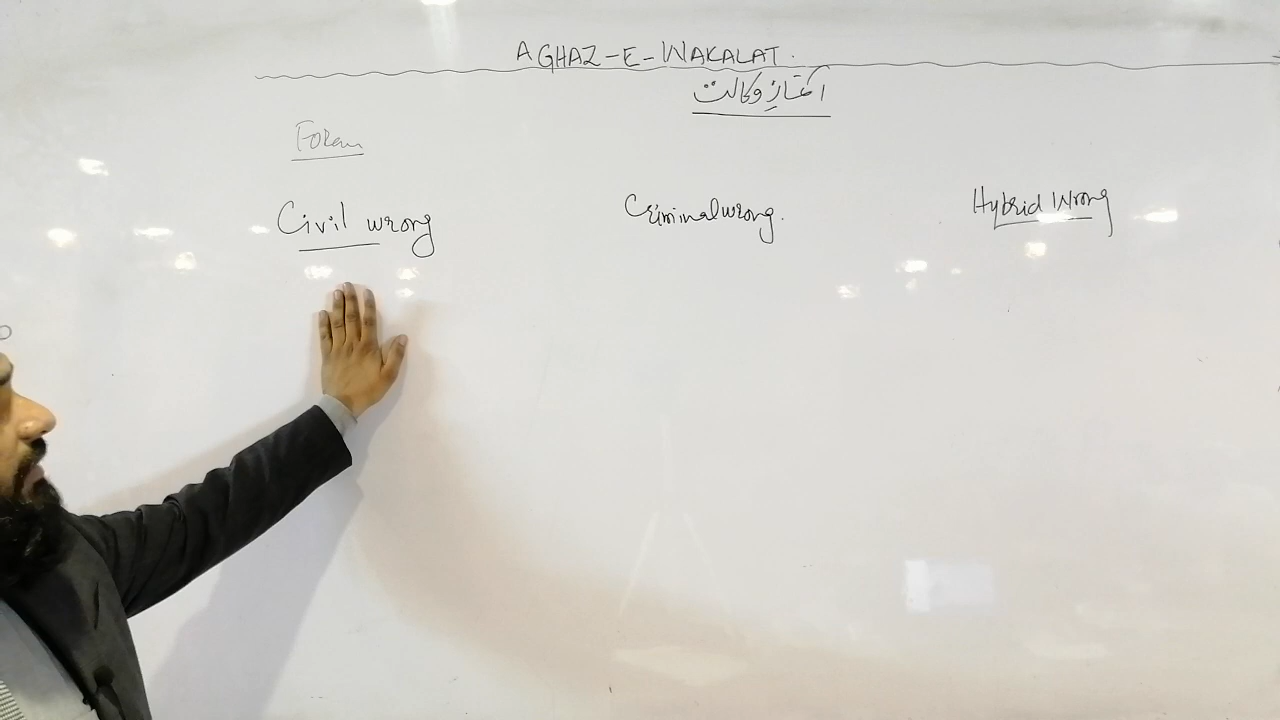 AGHAZ-E-WAKALAT.
آغازِ وکالت
Forum
Civil wrong
Criminal wrong.
Hybrid Wrong